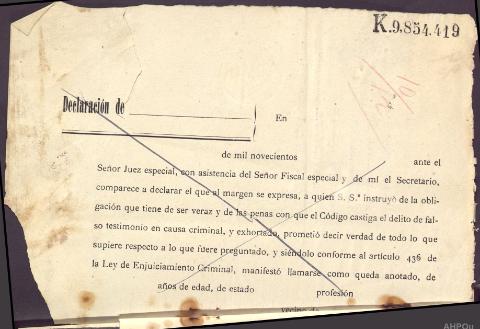 K.9.854.419
Declaración de
En
de mil novecientos ante el
Señor Juez especial, con asistencia del Señor Fiscal especial y de mí el Secretario,
comparece a declarar el que al margen se expresa, a quien S. S.ª instruyó de la obli-
gación que tiene de ser veraz y de las penas con que el Código castiga el delito de fal-
so testimonio en causa criminal, y exhortado, prometió decir verdad de todo lo que
supiere respecto a lo que fuere preguntado, y siéndolo conforme al artículo 436 de
la Ley de Enjuiciamiento Criminal, manifestó llamarse como queda anotado, de
años de edad, de estado profesión
vecino de
AHPOu